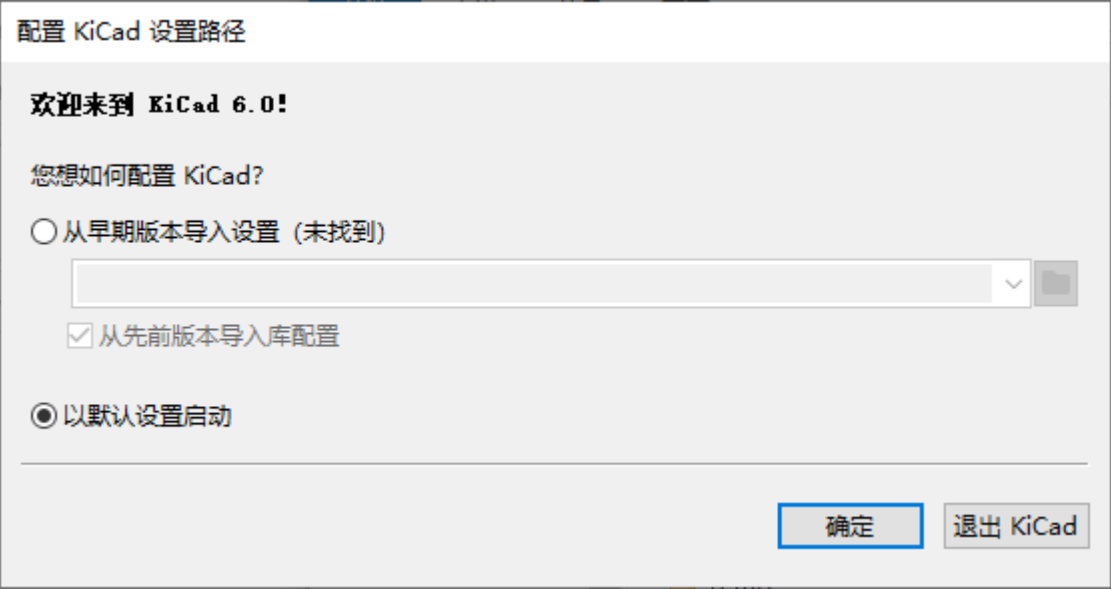 配置 KiCad 设置路径
欢迎来到 KiCad 6.0!
您想如何配置 KiCad?
从早期版本导入设置 (未找到)
从先前版本导入库配置
以默认设置启动
确定
退出 KiCad